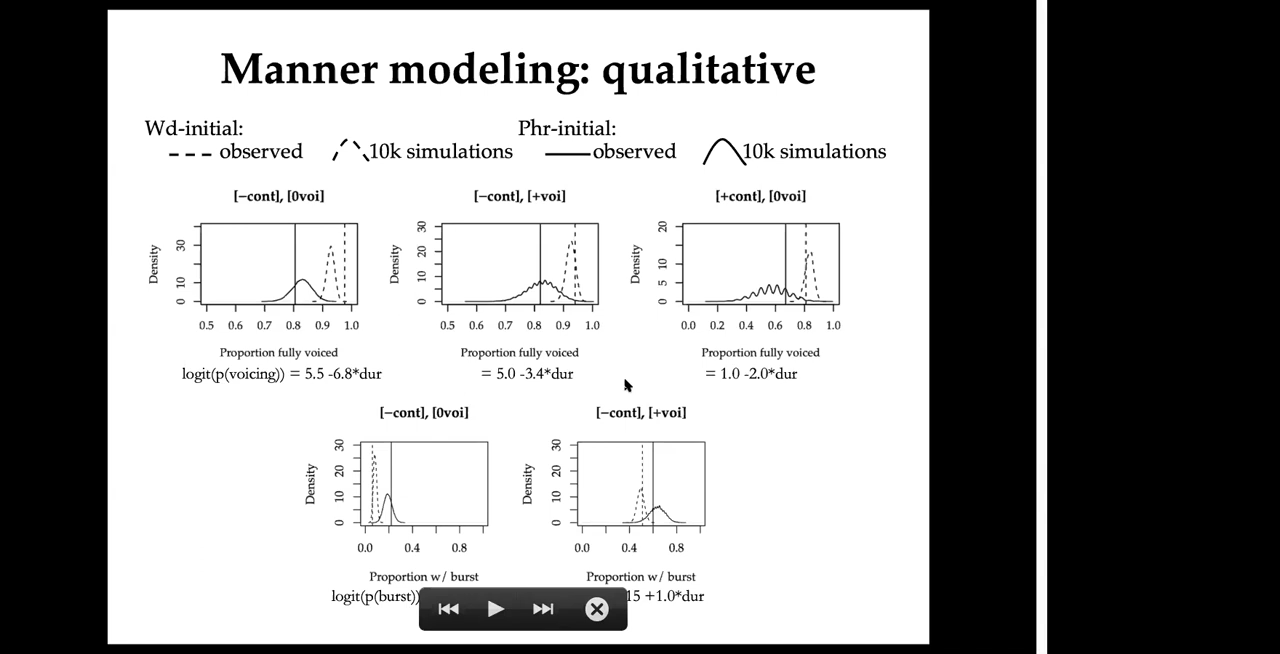 Manner modeling: qualitative
Wd-initial: Phr-initial:
observed 10k simulations observed 10k simulations
[−cont], [0voi] [−cont], [+voi] [+cont], [0voi]
Density 0 10 30 Density 0 10 20 30 Density 0 5 10 20
0.5 0.6 0.7 0.8 0.9 1.0 0.5 0.6 0.7 0.8 0.9 1.0 0.0 0.2 0.4 0.6 0.8 1.0
Proportion fully voiced Proportion fully voiced Proportion fully voiced
logit(p(voicing)) = 5.5 -6.8*dur = 5.0 -3.4*dur = 1.0 -2.0*dur
[−cont], [0voi] [−cont], [+voi]
Density 0 10 20 30 Density 0 10 20 30
0.0 0.4 0.8 0.0 0.4 0.8
Proportion w/ burst Proportion w/ burst
logit(p(burst)) 15 +1.0*dur